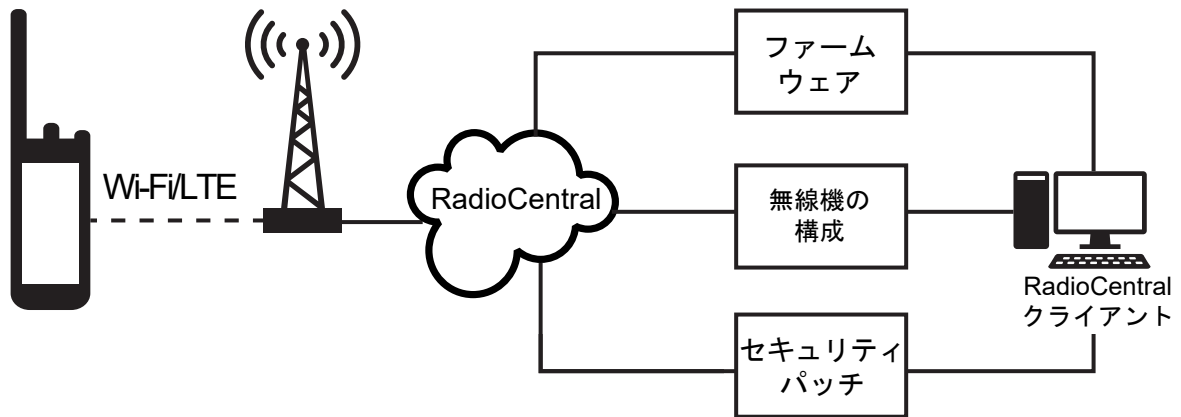 ファーム
ウェア
Wi-Fi/LTE
RadioCentral
無線機の
構成
RadioCentral
クライアント
セキュリティ
パッチ